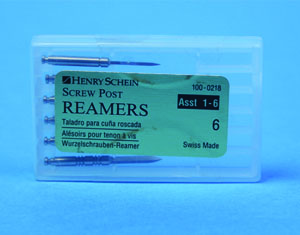 HENRY SCHEIN
100-0218
SCREW POST
Asst 1-6
REAMERS
6
Taladro para cuña roscada
Alésoirs pour tenon à vis
Wurzelschrauben-Reamer
Swiss Made